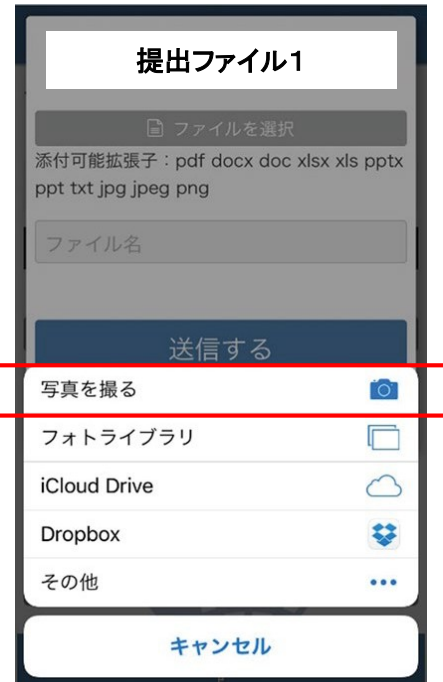 提出ファイル1
ファイルを選択
添付可能拡張子：pdf docx doc xlsx xls pptx
ppt txt jpg jpeg png
ファイル名
送信する
写真を撮る
フォトライブラリ
iCloud Drive
Dropbox
その他
キャンセル